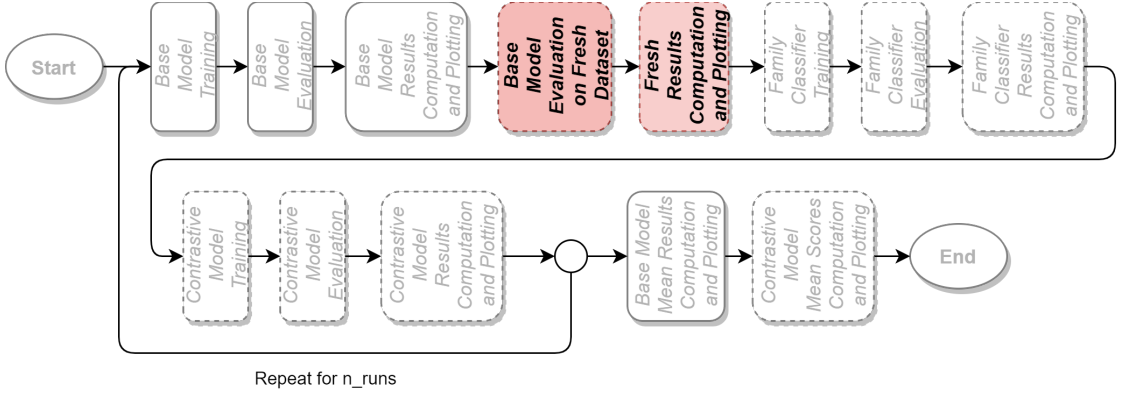 Start
Base
Model
Training
Base
Model
Evaluation
Base
Model
Results
Computation
and Plotting
Base
Model
Evaluation
on Fresh
Dataset
Fresh
Results
Computation
and Plotting
Family
Classifier
Training
Family
Classifier
Evaluation
Family
Classifier
Results
Computation
and Plotting
Contrastive
Model
Training
Contrastive
Model
Evaluation
Contrastive
Model
Results
Computation
and Plotting
Base Model
Mean Results
Computation
and Plotting
Contrastive
Model
Mean Scores
Computation
and Plotting
End
Repeat for n_runs